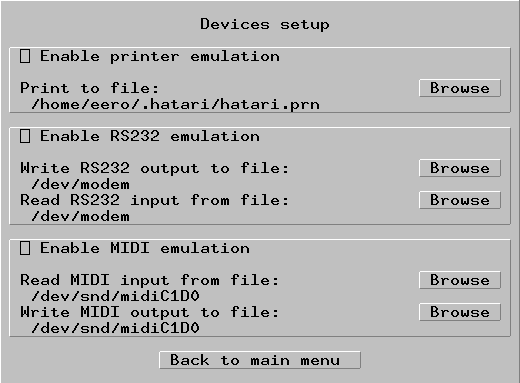 Devices setup
Enable printer emulation
Print to file: Browse
/home/eero/.hatari/hatari.prn
Enable RS232 emulation
Write RS232 output to file: Browse
/dev/modem
Read RS232 input from file: Browse
/dev/modem
Enable MIDI emulation
Read MIDI input from file: Browse
/dev/snd/midiC1D0
Write MIDI output to file: Browse
/dev/snd/midiC1D0
Back to main menu